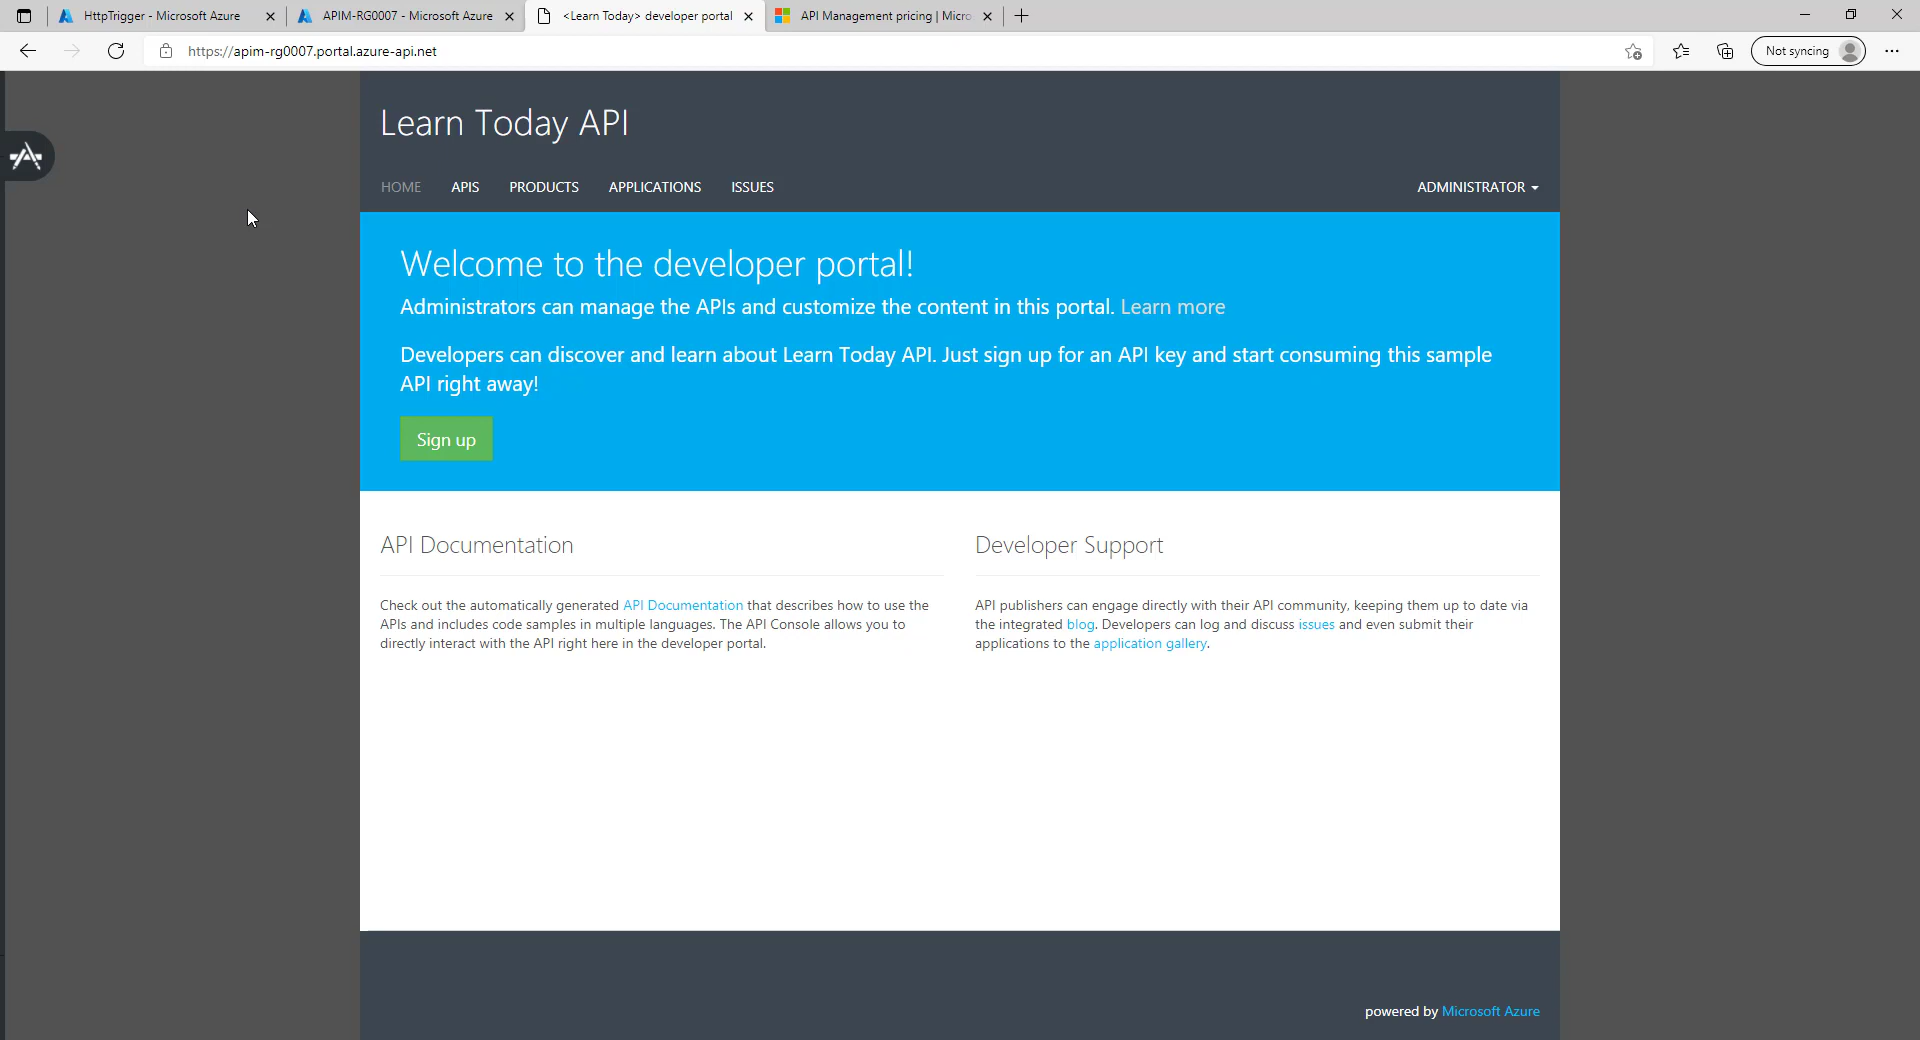 HttpTrigger - Microsoft Azure
APIM-RG0007 - Microsoft Azure
<Learn Today> developer portal
API Management pricing | Micro
https://apim-rg0007.portal.azure-api.net
Not syncing
Learn Today API
HOME APIS PRODUCTS APPLICATIONS ISSUES ADMINISTRATOR
Welcome to the developer portal!
Administrators can manage the APIs and customize the content in this portal. Learn more
Developers can discover and learn about Learn Today API. Just sign up for an API key and start consuming this sample
API right away!
Sign up
API Documentation
Check out the automatically generated API Documentation that describes how to use the
APIs and includes code samples in multiple languages. The API Console allows you to
directly interact with the API right here in the developer portal.
Developer Support
API publishers can engage directly with their API community, keeping them up to date via
the integrated blog. Developers can log and discuss issues and even submit their
applications to the application gallery.
powered by Microsoft Azure